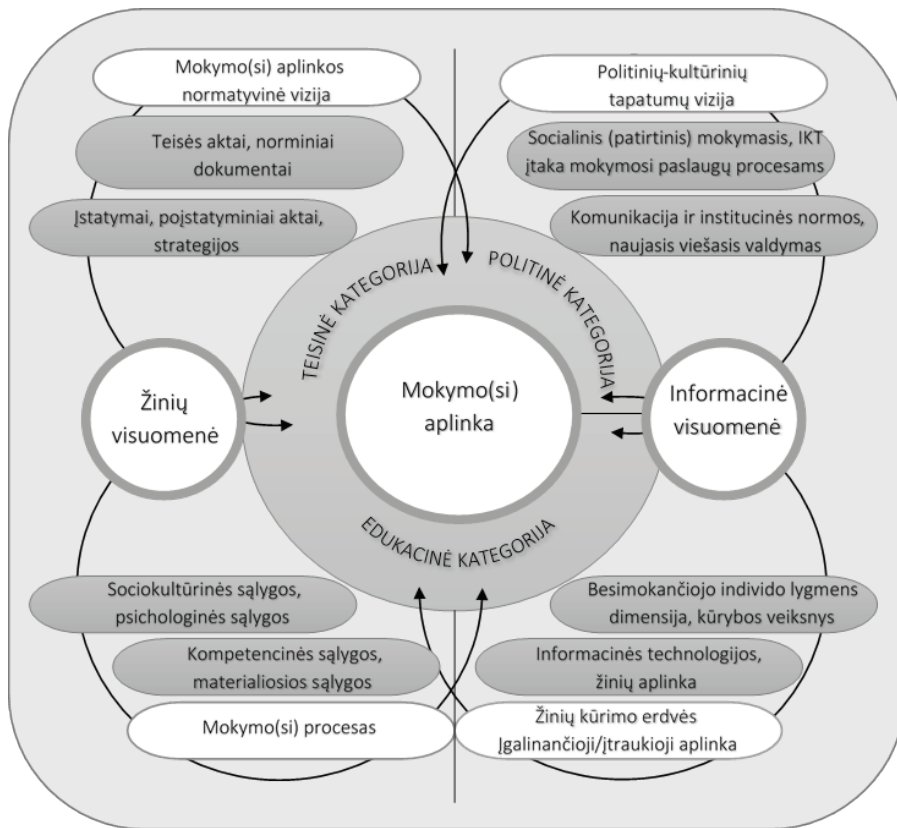 Mokymo(si) aplinkos
normatyvinė vizija
Politinių-kultūrinių
tapatumų vizija
Teisės aktai, norminiai
dokumentai
Socialinis (patirtinis) mokymasis, IKT
įtaka mokymosi paslaugų procesams
Įstatymai, poįstatyminiai aktai,
strategijos
Komunikacija ir institucinės normos,
naujasis viešasis valdymas
TEISINĖ KATEGORIJA
POLITINĖ KATEGORIJA
Žinių
visuomenė
Mokymo(si)
aplinka
Informacinė
visuomenė
EDUKACINĖ KATEGORIJA
Sociokultūrinės sąlygos,
psichologinės sąlygos
Besimokančiojo individo lygmens
dimensija, kūrybos veiksnys
Kompetencinės sąlygos,
materialiosios sąlygos
Informacinės technologijos,
žinių aplinka
Mokymo(si) procesas
Žinių kūrimo erdvės
Įgalinančioji/įtraukioji aplinka